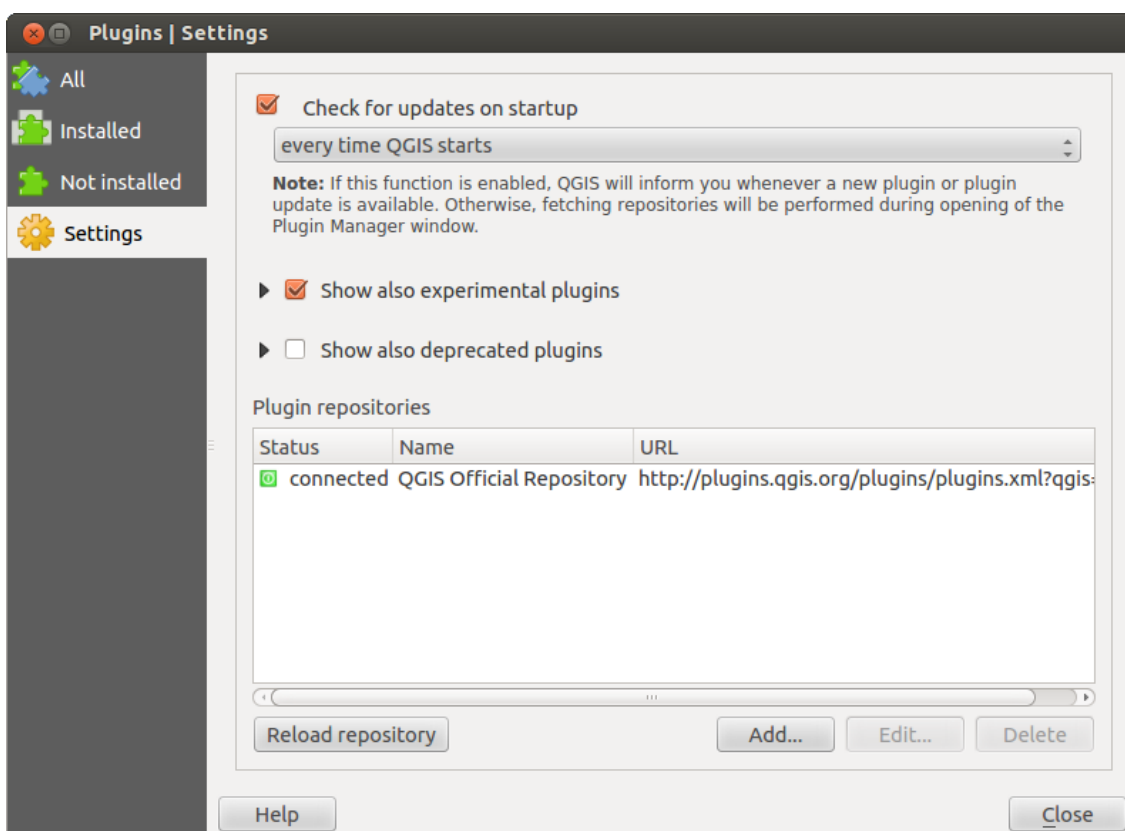 Plugins | Settings
All
Installed
Not installed
Settings
Check for updates on startup
every time QGIS starts
Note: If this function is enabled, QGIS will inform you whenever a new plugin or plugin
update is available. Otherwise, fetching repositories will be performed during opening of the
Plugin Manager window.
Show also experimental plugins
Show also deprecated plugins
Plugin repositories
Status Name URL
connected QGIS Official Repository http://plugins.qgis.org/plugins/plugins.xml?qgis=
Reload repository Add... Edit... Delete
Help Close